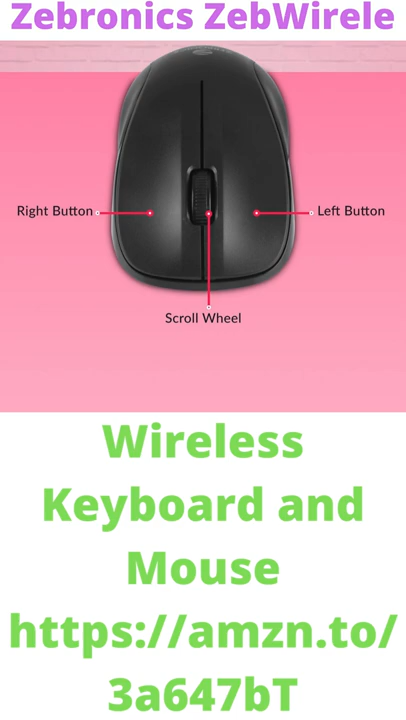 Zebronics ZebWirele
Right Button
Left Button
Scroll Wheel
Wireless
Keyboard and
Mouse
https://amzn.to/
3a647bT